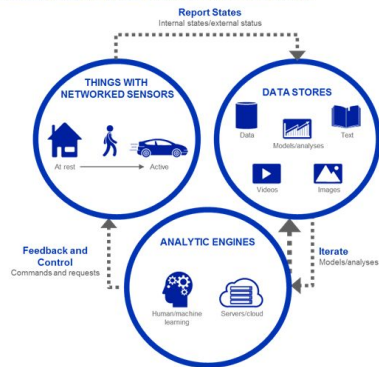 Report States
Internal states/external status
THINGS WITH
NETWORKED SENSORS
At rest
Active
DATA STORES
Data
Models/analyses
Text
Videos
Images
Feedback and
Control
Commands and requests
ANALYTIC ENGINES
Human/machine
learning
Servers/cloud
Iterate
Models/analyses